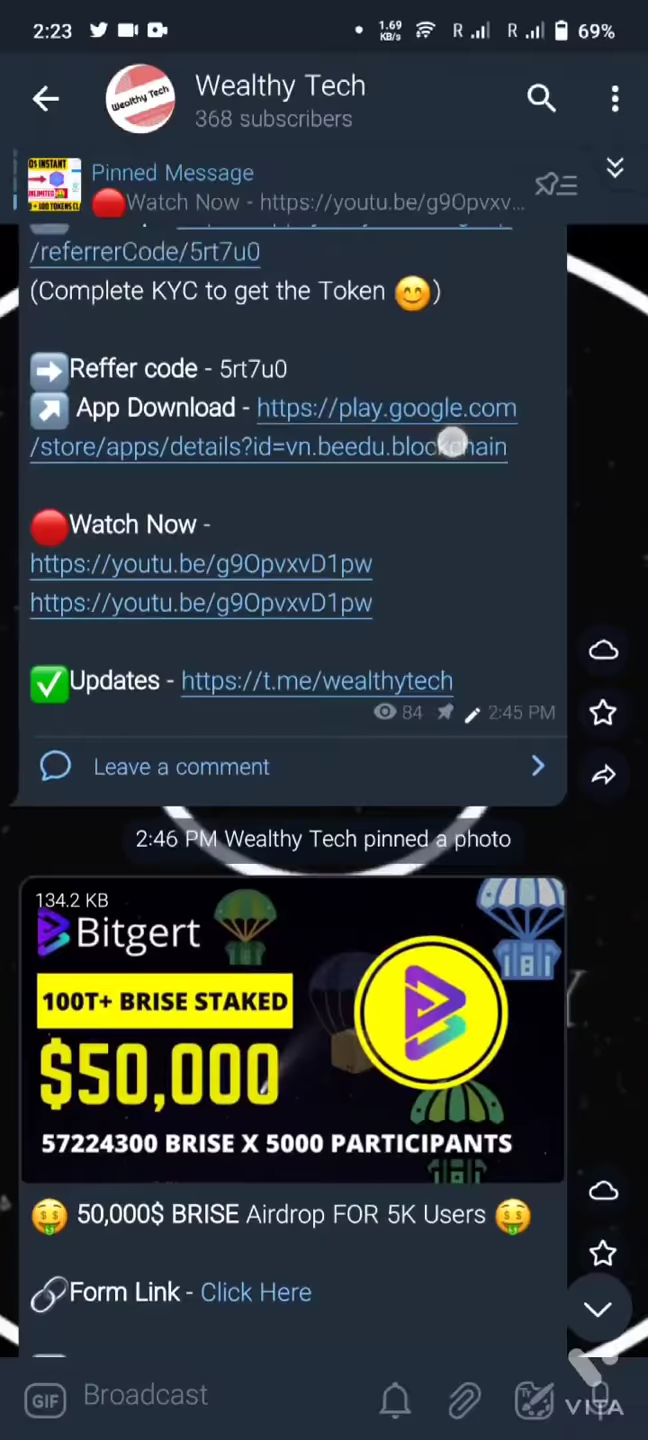 2:23
1.69 KB/s
R
R
69%
Wealthy Tech
Wealthy Tech
368 subscribers
Pinned Message
Watch Now - https://youtu.be/g9Opvxv...
/referrerCode/5rt7u0
(Complete KYC to get the Token 😊)
➡️Reffer code - 5rt7u0
↗️ App Download - https://play.google.com
/store/apps/details?id=vn.beedu.blockchain
🔴Watch Now -
https://youtu.be/g9OpvxvD1pw
https://youtu.be/g9OpvxvD1pw
✅Updates - https://t.me/wealthytech
84
2:45 PM
Leave a comment
2:46 PM Wealthy Tech pinned a photo
134.2 KB
Bitgert
100T+ BRISE STAKED
$50,000
57224300 BRISE X 5000 PARTICIPANTS
🤑 50,000$ BRISE Airdrop FOR 5K Users 🤑
🔗Form Link - Click Here
GIF
Broadcast
VITA